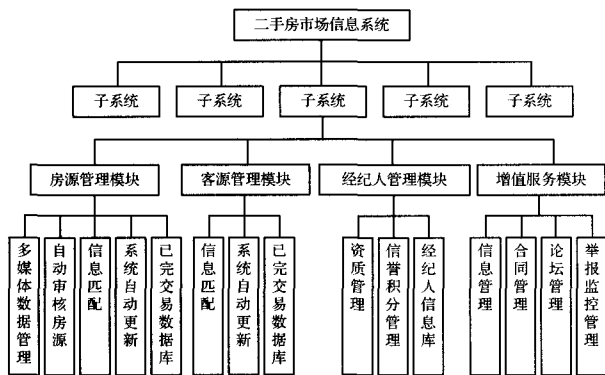 二手房市场信息系统
子系统
子系统
子系统
子系统
子系统
房源管理模块
客源管理模块
经纪人管理模块
增值服务模块
多媒体数据管理
自动审核房源
信息匹配
系统自动更新
已完交易数据库
信息匹配
系统自动更新
已完交易数据库
资质管理
信誉积分管理
经纪人信息库
信息管理
合同管理
论坛管理
举报监控管理